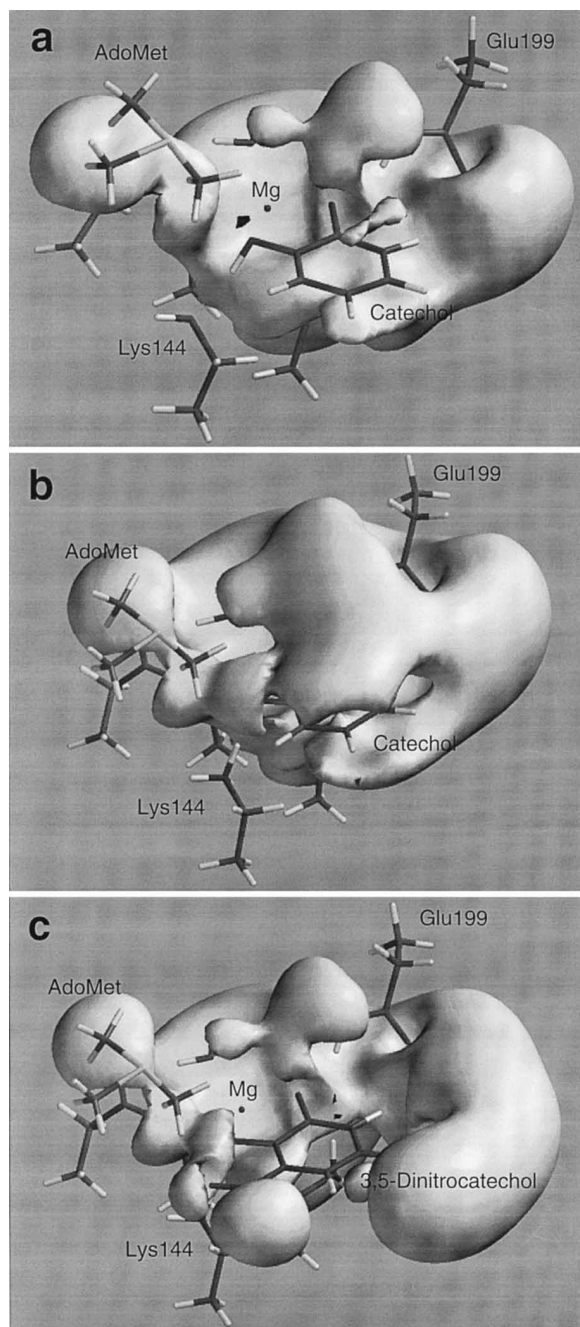 a
AdoMet
Glu199
Mg
Catechol
Lys144
b
Glu199
AdoMet
Catechol
Lys144
c
Glu199
AdoMet
Mg
3,5-Dinitrocatechol
Lys144